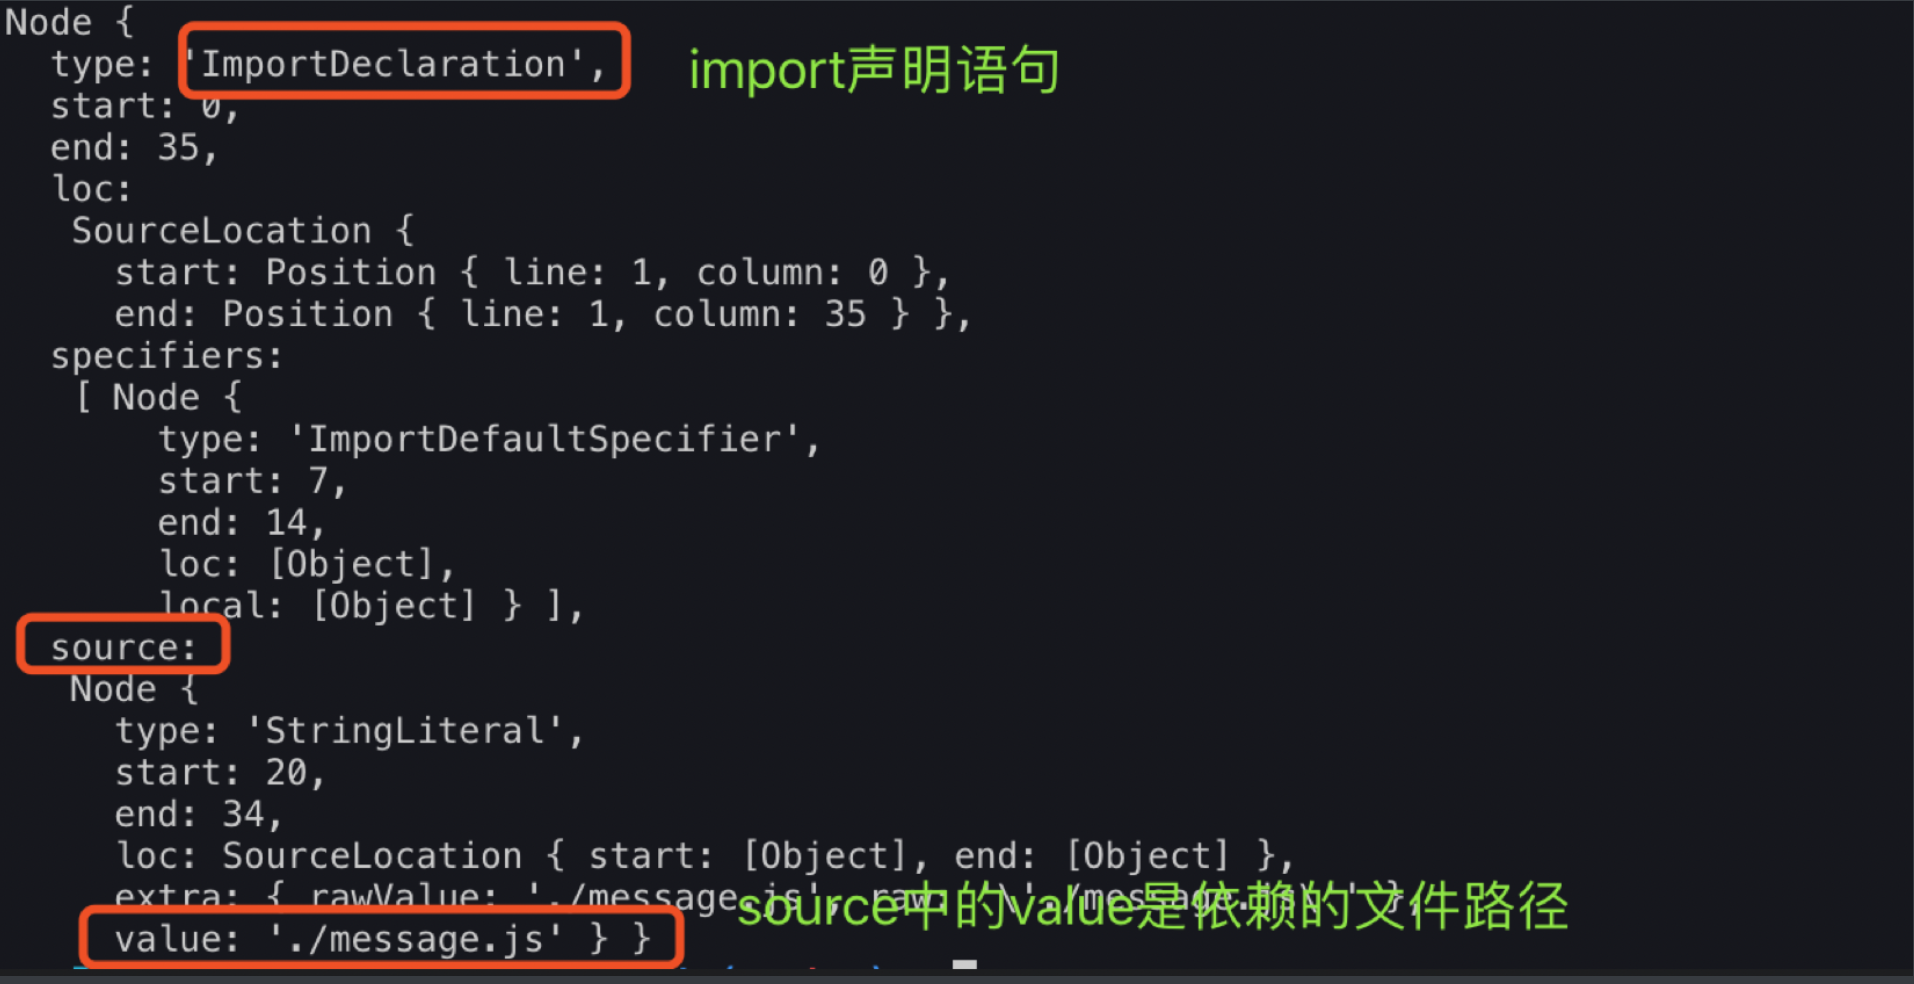 Node {
type: 'ImportDeclaration', import声明语句
start: 0,
end: 35,
loc:
SourceLocation {
start: Position { line: 1, column: 0 },
end: Position { line: 1, column: 35 } },
specifiers:
[ Node {
type: 'ImportDefaultSpecifier',
start: 7,
end: 14,
loc: [Object],
local: [Object] } ],
source:
Node {
type: 'StringLiteral',
start: 20,
end: 34,
loc: SourceLocation { start: [Object], end: [Object] },
extra: { rawValue: './message.js', raw: '\'./message.js\'' },
source中的value是依赖的文件路径
value: './message.js' } }